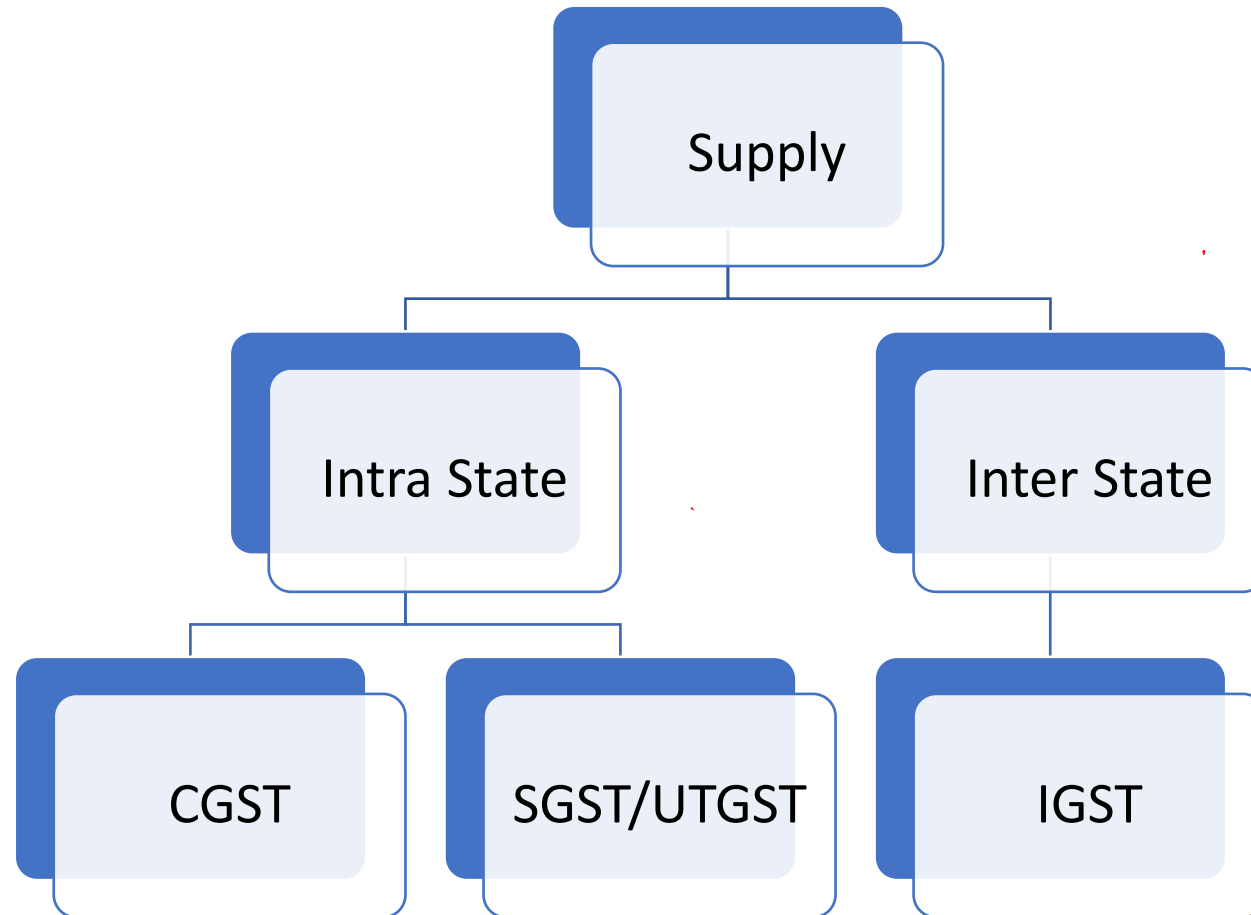 Supply
Intra State
Inter State
CGST
SGST/UTGST
IGST